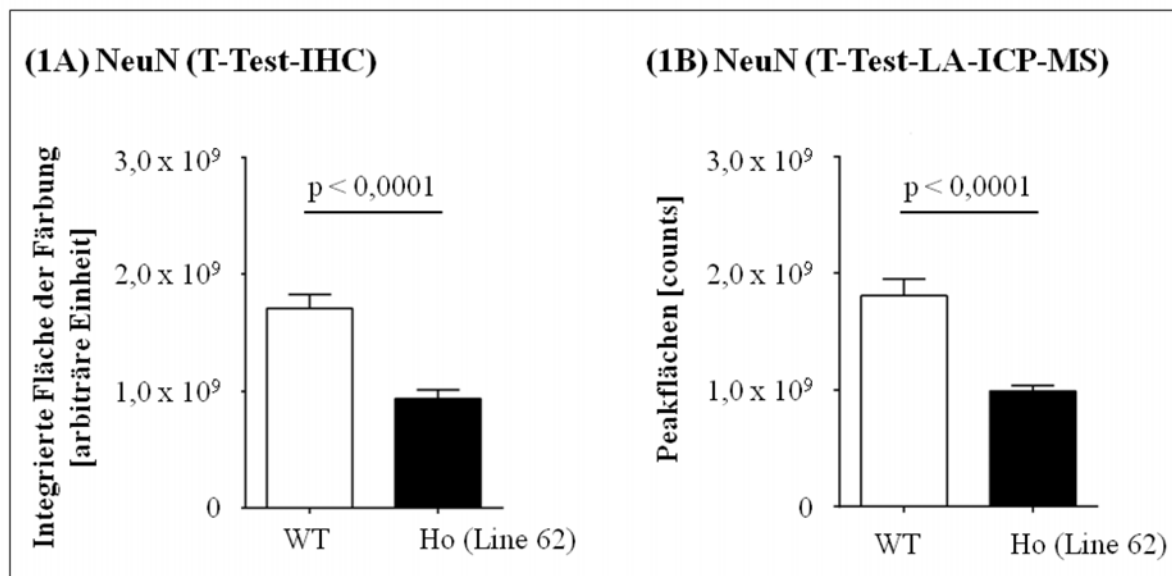 (1A) NeuN (T-Test-IHC)
Integrierte Fläche der Färbung
[arbiträre Einheit]
3,0 x 10⁹
2,0 x 10⁹
1,0 x 10⁹
0
p < 0,0001
WT
Ho (Line 62)
(1B) NeuN (T-Test-LA-ICP-MS)
Peakflächen [counts]
3,0 x 10⁹
2,0 x 10⁹
1,0 x 10⁹
0
p < 0,0001
WT
Ho (Line 62)